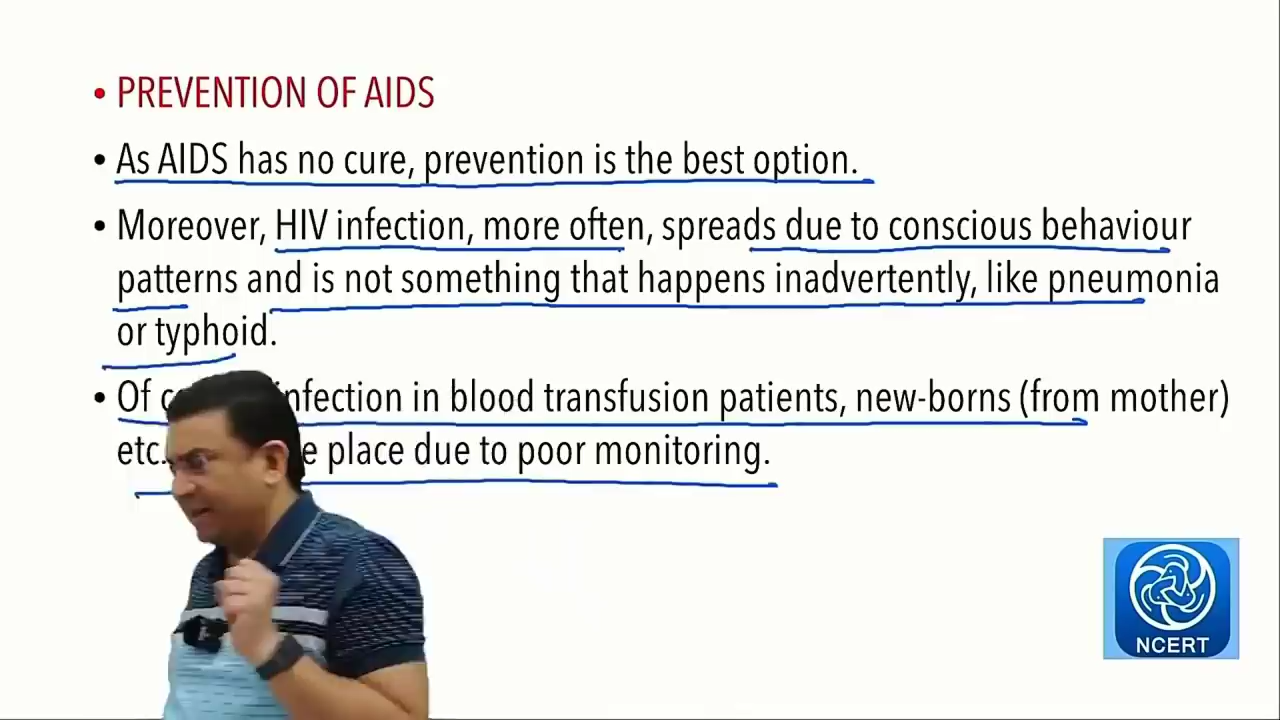 • PREVENTION OF AIDS
• As AIDS has no cure, prevention is the best option.
• Moreover, HIV infection, more often, spreads due to conscious behaviour
patterns and is not something that happens inadvertently, like pneumonia
or typhoid.
• Of infection in blood transfusion patients, new-borns (from mother)
etc. place due to poor monitoring.
NCERT